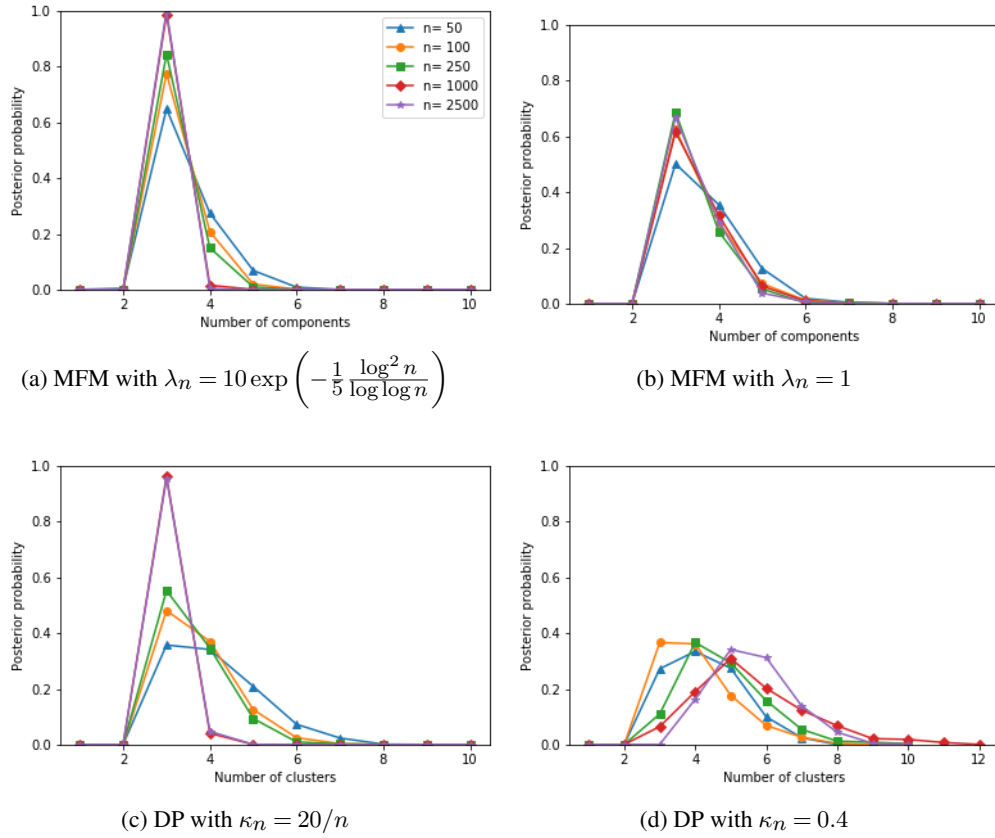 1.0
0.8
0.6
0.4
0.2
0.0
Posterior probability
n= 50
n= 100
n= 250
n= 1000
n= 2500
2 4 6 8 10
Number of components
(a) MFM with λₙ = 10 exp(−1/5 log² n / log log n)
1.0
0.8
0.6
0.4
0.2
0.0
Posterior probability
2 4 6 8 10
Number of components
(b) MFM with λₙ = 1
1.0
0.8
0.6
0.4
0.2
0.0
Posterior probability
2 4 6 8 10
Number of clusters
(c) DP with κₙ = 20/n
1.0
0.8
0.6
0.4
0.2
0.0
Posterior probability
2 4 6 8 10 12
Number of clusters
(d) DP with κₙ = 0.4